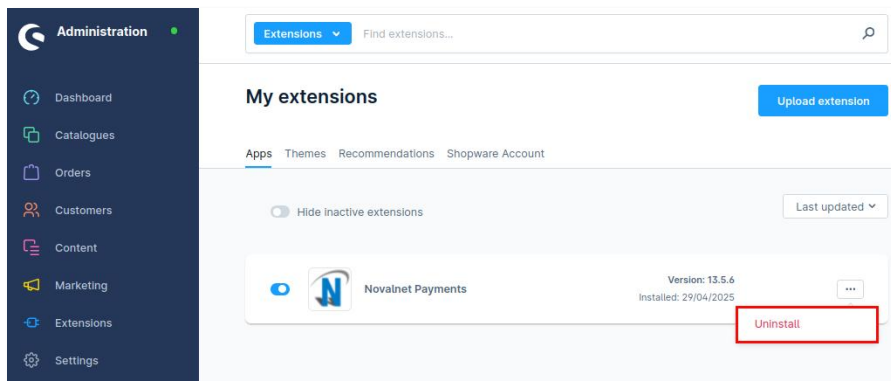 Administration
Extensions
Find extensions...
Dashboard
Catalogues
Orders
Customers
Content
Marketing
Extensions
Settings
My extensions
Upload extension
Apps Themes Recommendations Shopware Account
Hide inactive extensions
Last updated
N
Novalnet Payments
Version: 13.5.6
Installed: 29/04/2025
...
Uninstall